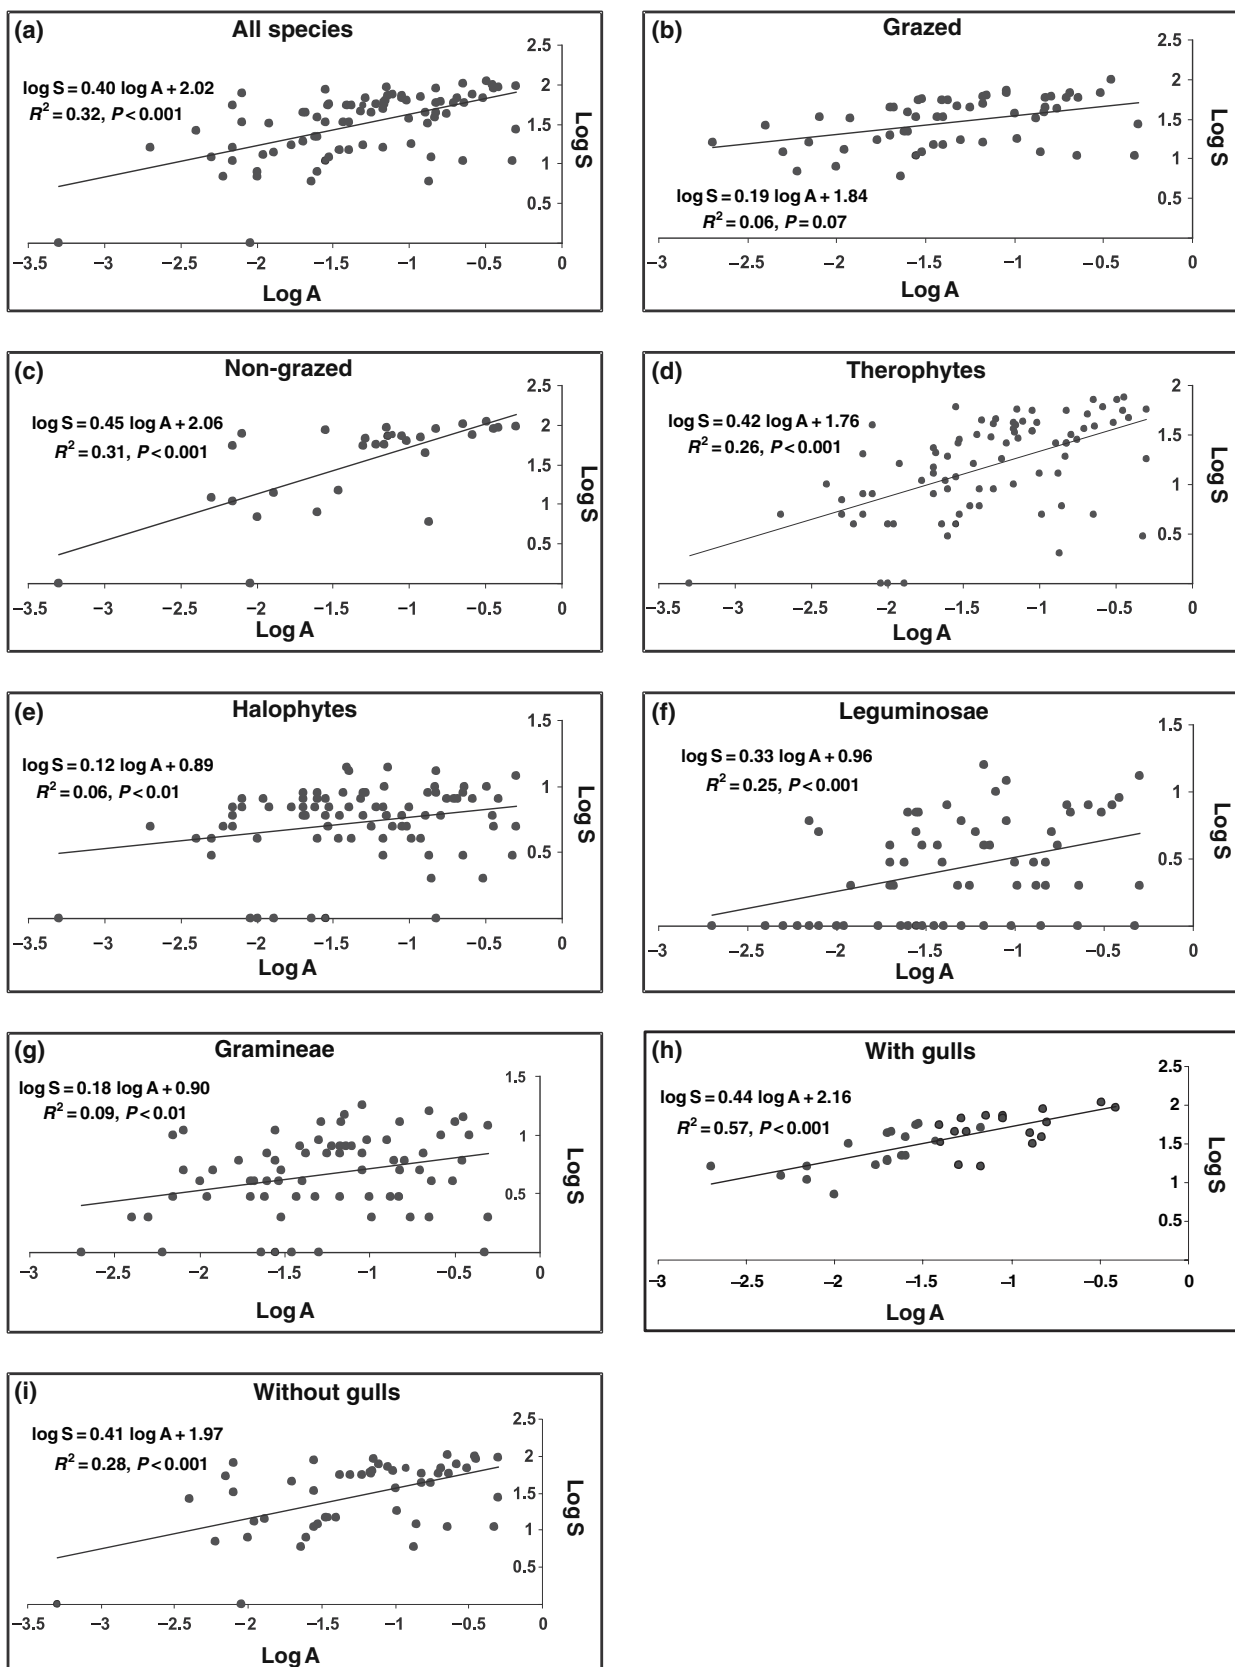 (a) All species
log S = 0.40 log A + 2.02
R² = 0.32, P < 0.001
2.5
2
1.5
1
0.5
Log S
−3.5 −3 −2.5 −2 −1.5 −1 −0.5 0
Log A
(b) Grazed
2.5
2
1.5
1
0.5
Log S
log S = 0.19 log A + 1.84
R² = 0.06, P = 0.07
−3 −2.5 −2 −1.5 −1 −0.5 0
Log A
(c) Non-grazed
log S = 0.45 log A + 2.06
R² = 0.31, P < 0.001
2.5
2
1.5
1
0.5
Log S
−3.5 −3 −2.5 −2 −1.5 −1 −0.5 0
Log A
(d) Therophytes
log S = 0.42 log A + 1.76
R² = 0.26, P < 0.001
2
1.5
1
0.5
Log S
−3.5 −3 −2.5 −2 −1.5 −1 −0.5 0
Log A
(e) Halophytes
log S = 0.12 log A + 0.89
R² = 0.06, P < 0.01
1.5
1
0.5
Log S
−3.5 −3 −2.5 −2 −1.5 −1 −0.5 0
Log A
(f) Leguminosae
log S = 0.33 log A + 0.96
R² = 0.25, P < 0.001
1.5
1
0.5
Log S
−3 −2.5 −2 −1.5 −1 −0.5 0
Log A
(g) Gramineae
log S = 0.18 log A + 0.90
R² = 0.09, P < 0.01
1.5
1
0.5
Log S
−3 −2.5 −2 −1.5 −1 −0.5 0
Log A
(h) With gulls
log S = 0.44 log A + 2.16
R² = 0.57, P < 0.001
2.5
2
1.5
1
0.5
Log S
−3 −2.5 −2 −1.5 −1 −0.5 0
Log A
(i) Without gulls
log S = 0.41 log A + 1.97
R² = 0.28, P < 0.001
2.5
2
1.5
1
0.5
Log S
−3.5 −3 −2.5 −2 −1.5 −1 −0.5 0
Log A